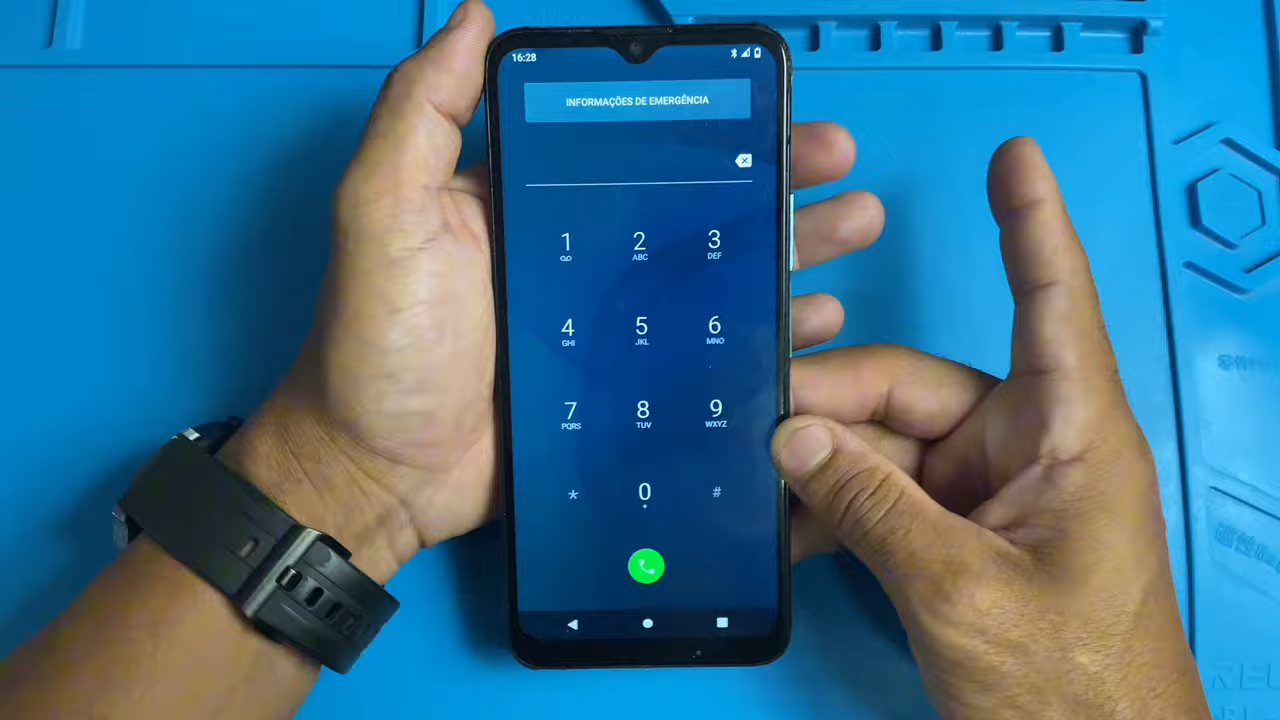 16:28
INFORMAÇÕES DE EMERGÊNCIA
1 2 3
ABC DEF
4 5 6
GHI JKL MNO
7 8 9
PQRS TUV WXYZ
* 0 #
+